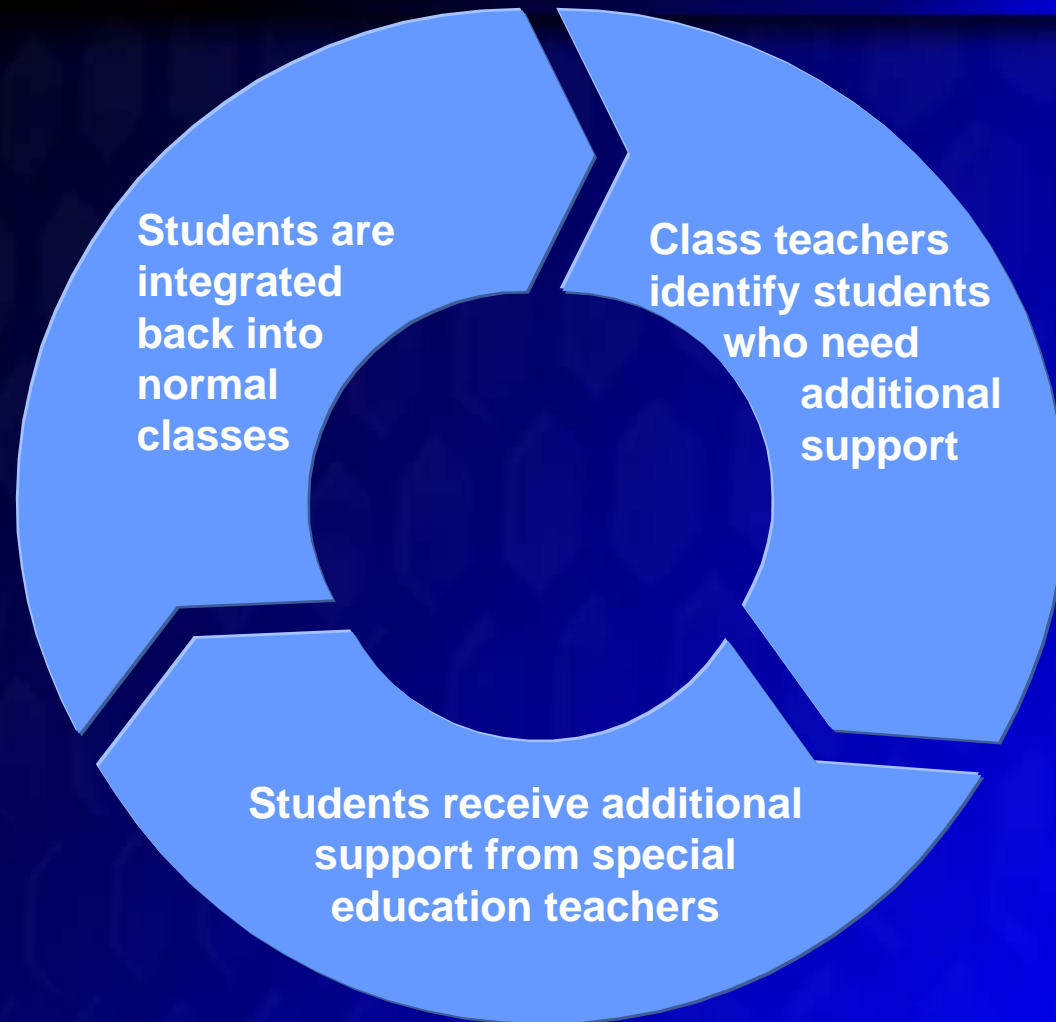 Students are
integrated
back into
normal
classes
Class teachers
identify students
who need
additional
support
Students receive additional
support from special
education teachers